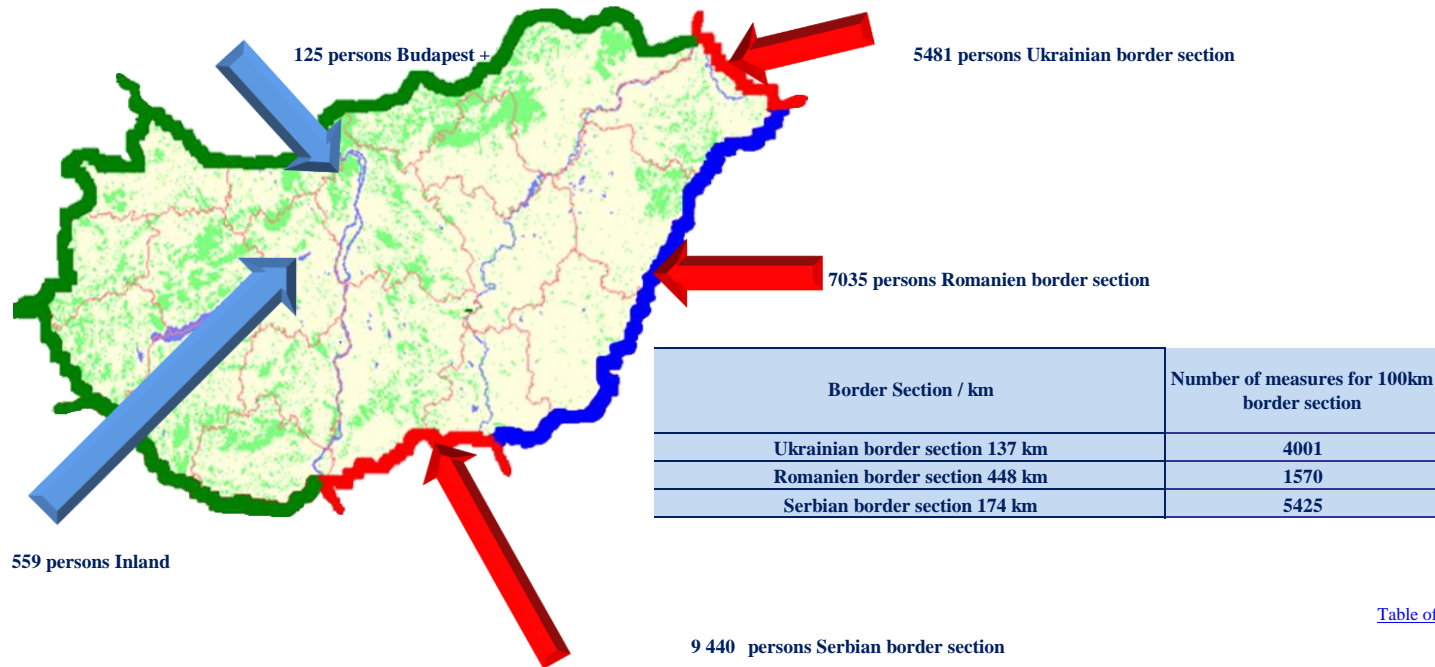 125 persons Budapest +
5481 persons Ukrainian border section
7035 persons Romanien border section
Border Section / km
Number of measures for 100km
border section
Ukrainian border section 137 km 4001
Romanien border section 448 km 1570
Serbian border section 174 km 5425
559 persons Inland
Table of
9 440 persons Serbian border section